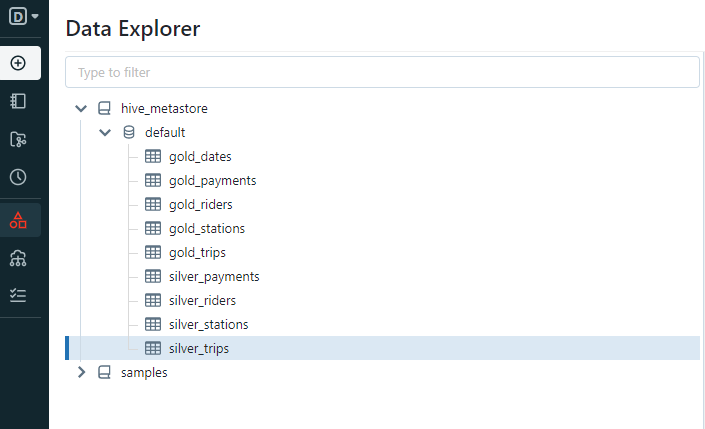 D
Data Explorer
Type to filter
hive_metastore
default
gold_dates
gold_payments
gold_riders
gold_stations
gold_trips
silver_payments
silver_riders
silver_stations
silver_trips
samples